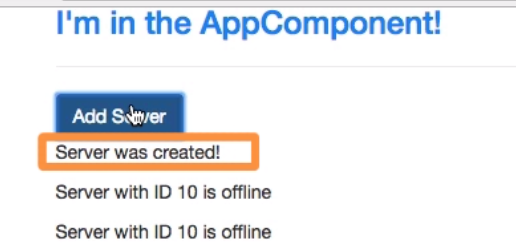 I'm in the AppComponent!
Add Server
Server was created!
Server with ID 10 is offline
Server with ID 10 is offline